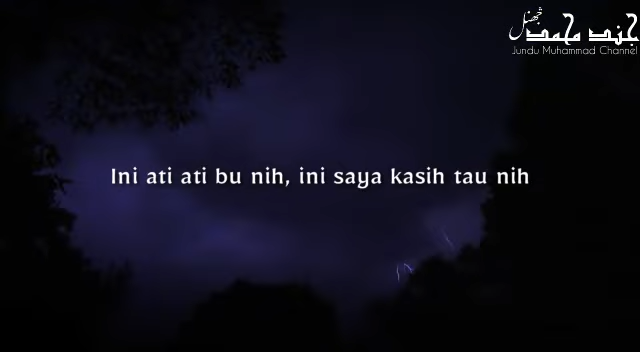 جند محمد
Jundu Muhammad Channel
Ini ati ati bu nih, ini saya kasih tau nih